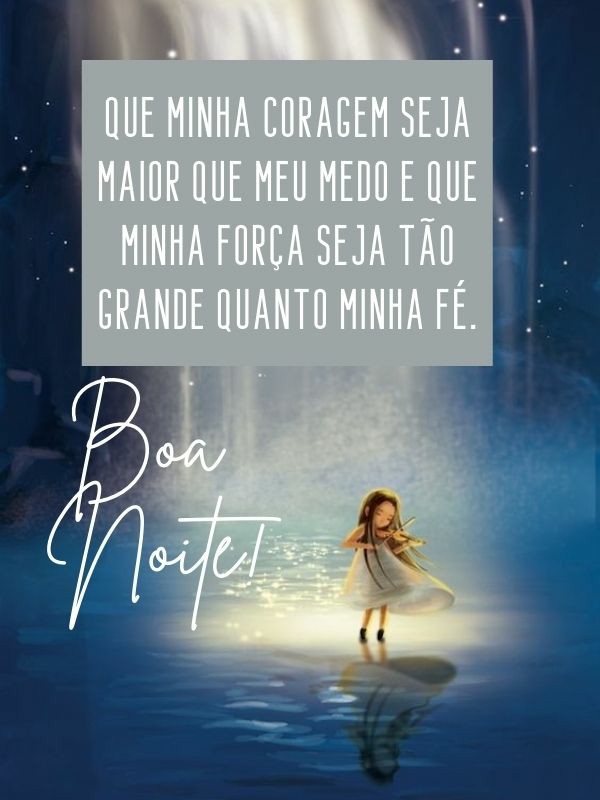 QUE MINHA CORAGEM SEJA
MAIOR QUE MEU MEDO E QUE
MINHA FORÇA SEJA TÃO
GRANDE QUANTO MINHA FÉ.
Boa
Noite!